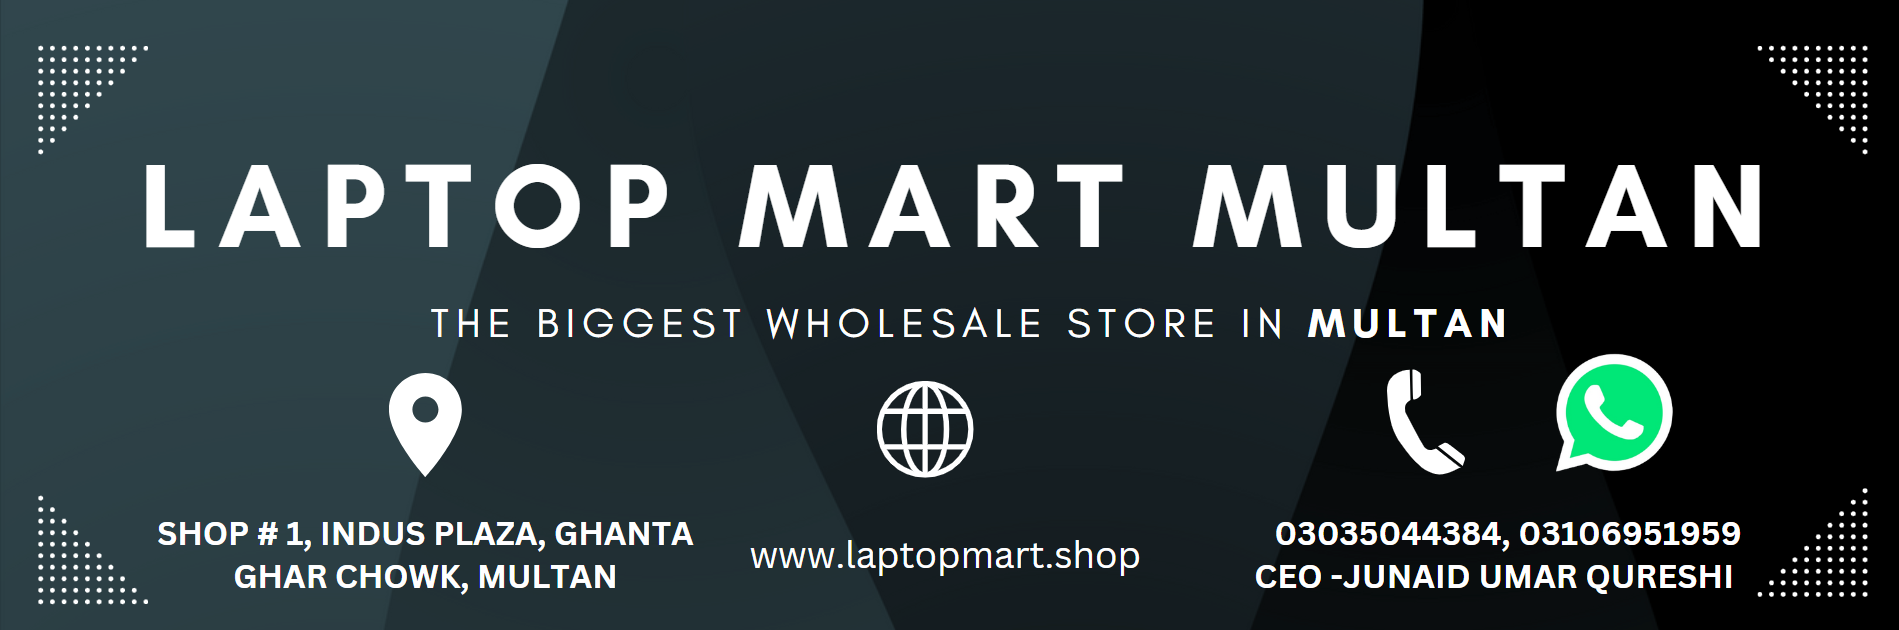 LAPTOP MART MULTAN
THE BIGGEST WHOLESALE STORE IN MULTAN
SHOP # 1, INDUS PLAZA, GHANTA
GHAR CHOWK, MULTAN
www.laptopmart.shop
03035044384, 03106951959
CEO -JUNAID UMAR QURESHI